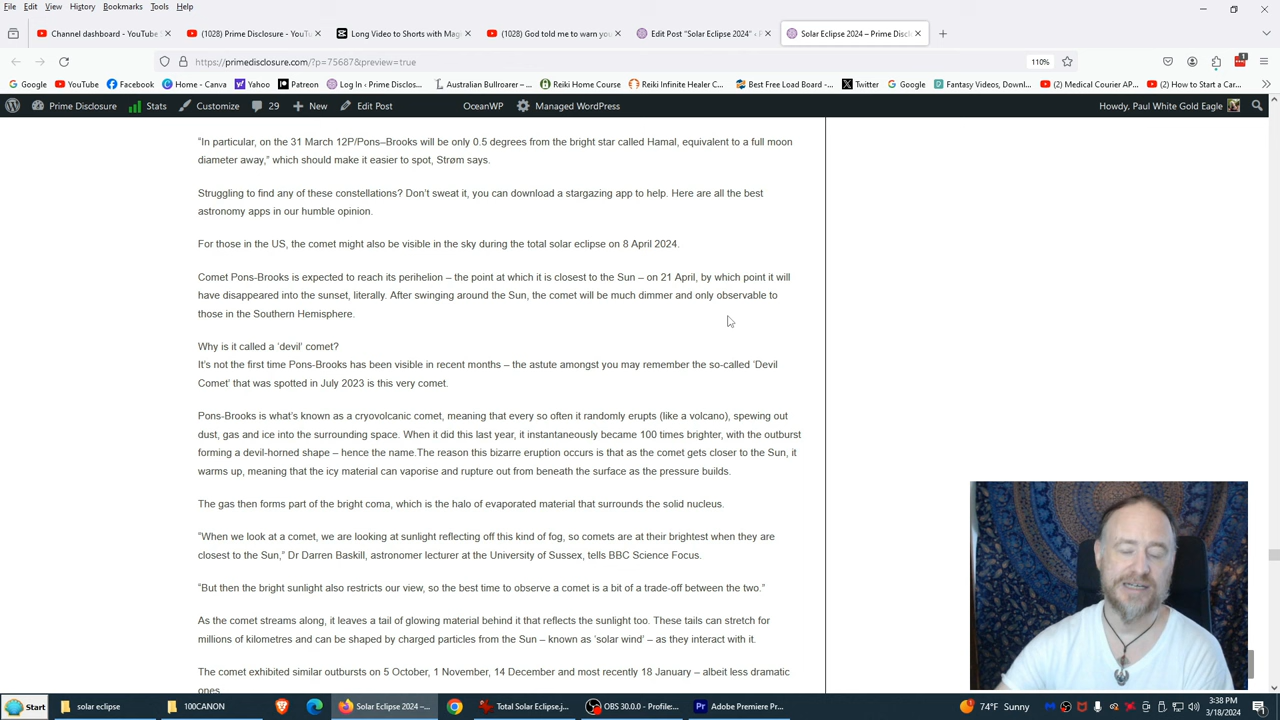 File Edit View History Bookmarks Tools Help
Channel dashboard - YouTube S
(1028) Prime Disclosure - YouTu
Long Video to Shorts with Mag
(1028) God told me to warn you
Edit Post "Solar Eclipse 2024" ‹ P
Solar Eclipse 2024 – Prime Discl
https://primedisclosure.com/?p=75687&preview=true
110%
1
Google YouTube Facebook Home - Canva Yahoo Patreon Log In ‹ Prime Disclos... Australian Bullroarer –... Reiki Home Course Reiki Infinite Healer C... Best Free Load Board -... Twitter Google Fantasy Videos, Downl... (2) Medical Courier AP... (2) How to Start a Car...
Prime Disclosure Stats Customize 29 New Edit Post OceanWP Managed WordPress Howdy, Paul White Gold Eagle
“In particular, on the 31 March 12P/Pons–Brooks will be only 0.5 degrees from the bright star called Hamal, equivalent to a full moon
diameter away,” which should make it easier to spot, Strøm says.
Struggling to find any of these constellations? Don’t sweat it, you can download a stargazing app to help. Here are all the best
astronomy apps in our humble opinion.
For those in the US, the comet might also be visible in the sky during the total solar eclipse on 8 April 2024.
Comet Pons-Brooks is expected to reach its perihelion – the point at which it is closest to the Sun – on 21 April, by which point it will
have disappeared into the sunset, literally. After swinging around the Sun, the comet will be much dimmer and only observable to
those in the Southern Hemisphere.
Why is it called a ‘devil’ comet?
It’s not the first time Pons-Brooks has been visible in recent months – the astute amongst you may remember the so-called ‘Devil
Comet’ that was spotted in July 2023 is this very comet.
Pons-Brooks is what’s known as a cryovolcanic comet, meaning that every so often it randomly erupts (like a volcano), spewing out
dust, gas and ice into the surrounding space. When it did this last year, it instantaneously became 100 times brighter, with the outburst
forming a devil-horned shape – hence the name.The reason this bizarre eruption occurs is that as the comet gets closer to the Sun, it
warms up, meaning that the icy material can vaporise and rupture out from beneath the surface as the pressure builds.
The gas then forms part of the bright coma, which is the halo of evaporated material that surrounds the solid nucleus.
“When we look at a comet, we are looking at sunlight reflecting off this kind of fog, so comets are at their brightest when they are
closest to the Sun,” Dr Darren Baskill, astronomer lecturer at the University of Sussex, tells BBC Science Focus.
“But then the bright sunlight also restricts our view, so the best time to observe a comet is a bit of a trade-off between the two.”
As the comet streams along, it leaves a tail of glowing material behind it that reflects the sunlight too. These tails can stretch for
millions of kilometres and can be shaped by charged particles from the Sun – known as ‘solar wind’ – as they interact with it.
The comet exhibited similar outbursts on 5 October, 1 November, 14 December and most recently 18 January – albeit less dramatic
ones
Start solar eclipse 100CANON Solar Eclipse 2024 –... Total Solar Eclipse.j... OBS 30.0.0 - Profile:... Adobe Premiere Pro... 74°F Sunny 3:38 PM
3/18/2024